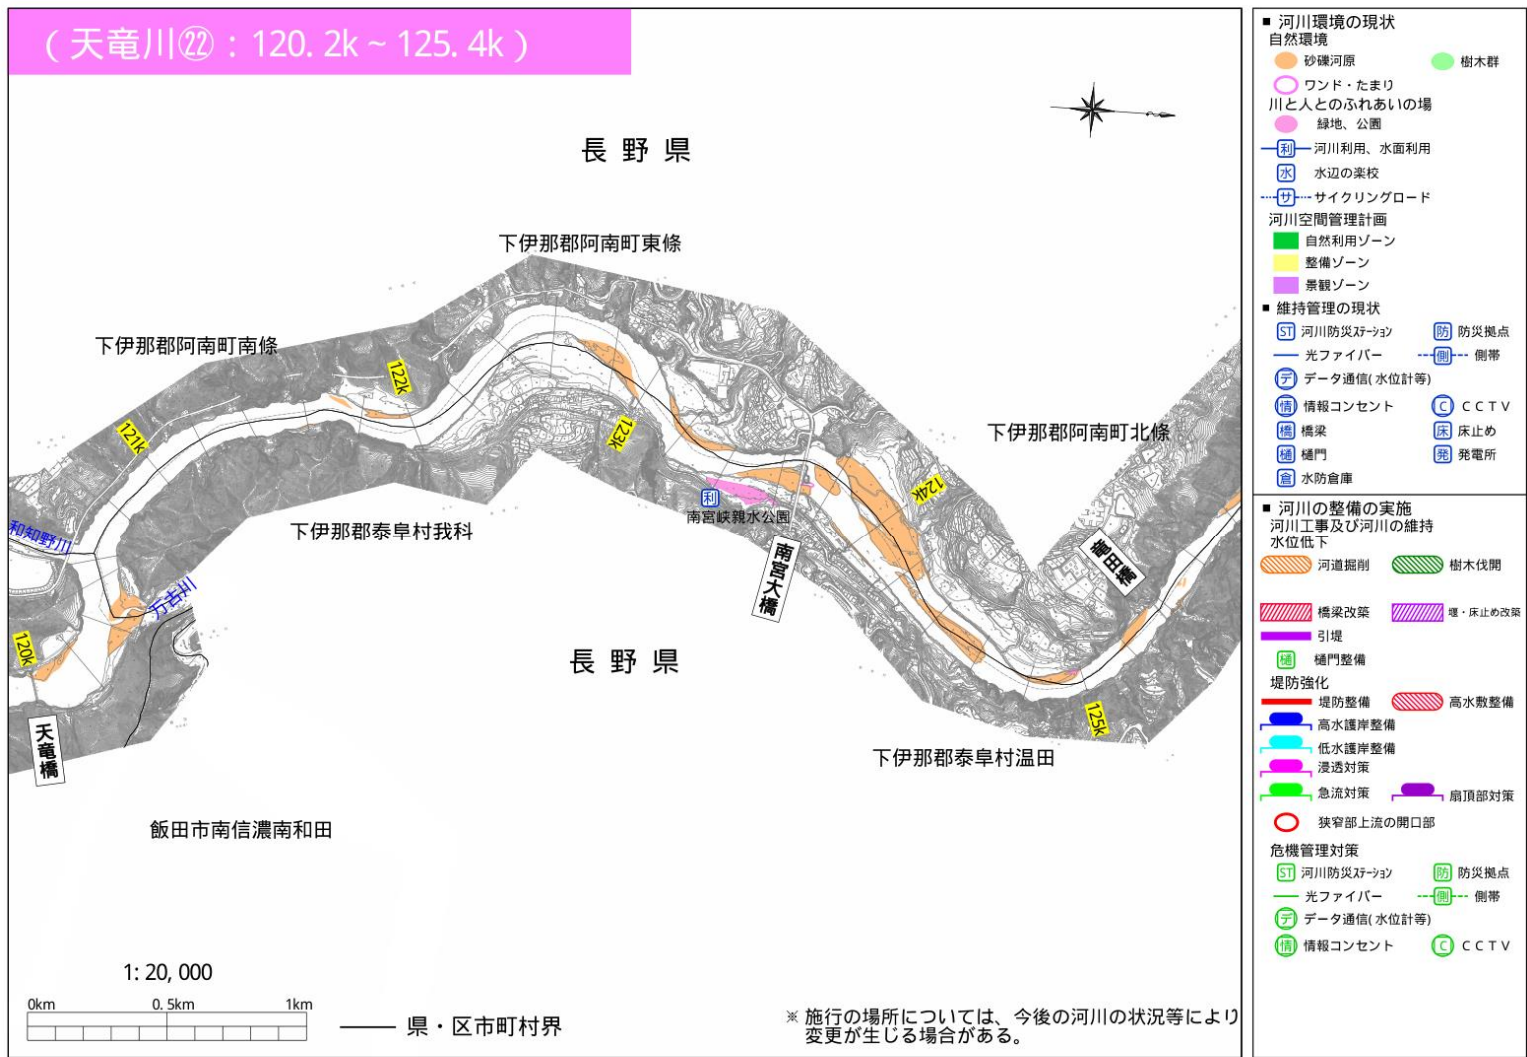 (天竜川㉒：120.2k~125.4k)
長野県
下伊那郡阿南町東條
下伊那郡阿南町南條
122k
121k
123k
下伊那郡阿南町北條
124k
利
南宮峡親水公園
竜田橋
和知野川
下伊那郡泰阜村我科
南宮大橋
万古川
120k
長野県
125k
天竜橋
下伊那郡泰阜村温田
飯田市南信濃南和田
1:20,000
0km 0.5km 1km
県・区市町村界
※ 施行の場所については、今後の河川の状況等により
変更が生じる場合がある。
■ 河川環境の現状
自然環境
砂礫河原 樹木群
ワンド・たまり
川と人とのふれあいの場
緑地、公園
利 河川利用、水面利用
水 水辺の楽校
サ サイクリングロード
河川空間管理計画
自然利用ゾーン
整備ゾーン
景観ゾーン
■ 維持管理の現状
ST 河川防災ステーション 防 防災拠点
光ファイバー 側 側帯
デ データ通信(水位計等)
情 情報コンセント C CCTV
橋 橋梁 床 床止め
樋 樋門 発 発電所
倉 水防倉庫
■ 河川の整備の実施
河川工事及び河川の維持
水位低下
河道掘削 樹木伐開
橋梁改築 堰・床止め改築
引堤
樋 樋門整備
堤防強化
堤防整備 高水敷整備
高水護岸整備
低水護岸整備
浸透対策
急流対策 扇頂部対策
狭窄部上流の開口部
危機管理対策
ST 河川防災ステーション 防 防災拠点
光ファイバー 側 側帯
デ データ通信(水位計等)
情 情報コンセント C CCTV